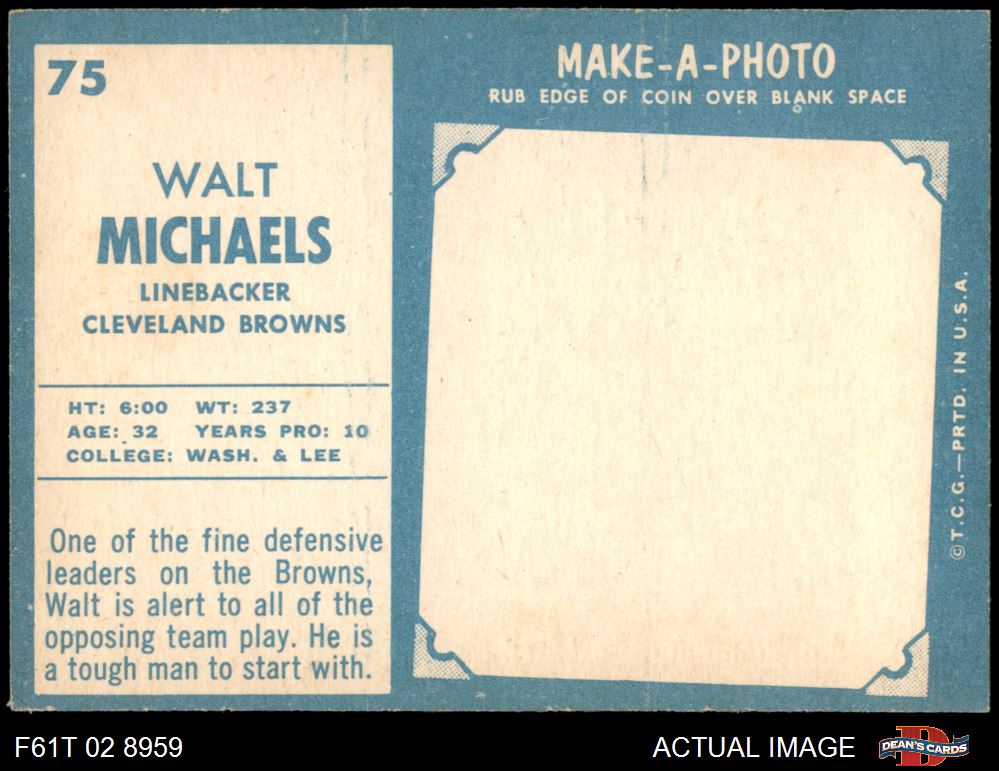 75
WALT
MICHAELS
LINEBACKER
CLEVELAND BROWNS
HT: 6:00 WT: 237
AGE: 32 YEARS PRO: 10
COLLEGE: WASH. & LEE
One of the fine defensive
leaders on the Browns,
Walt is alert to all of the
opposing team play. He is
a tough man to start with.
MAKE-A-PHOTO
RUB EDGE OF COIN OVER BLANK SPACE
©T.C.G.—PRTD. IN U.S.A.
F61T 02 8959
ACTUAL IMAGE
D
DEAN'S CARDS